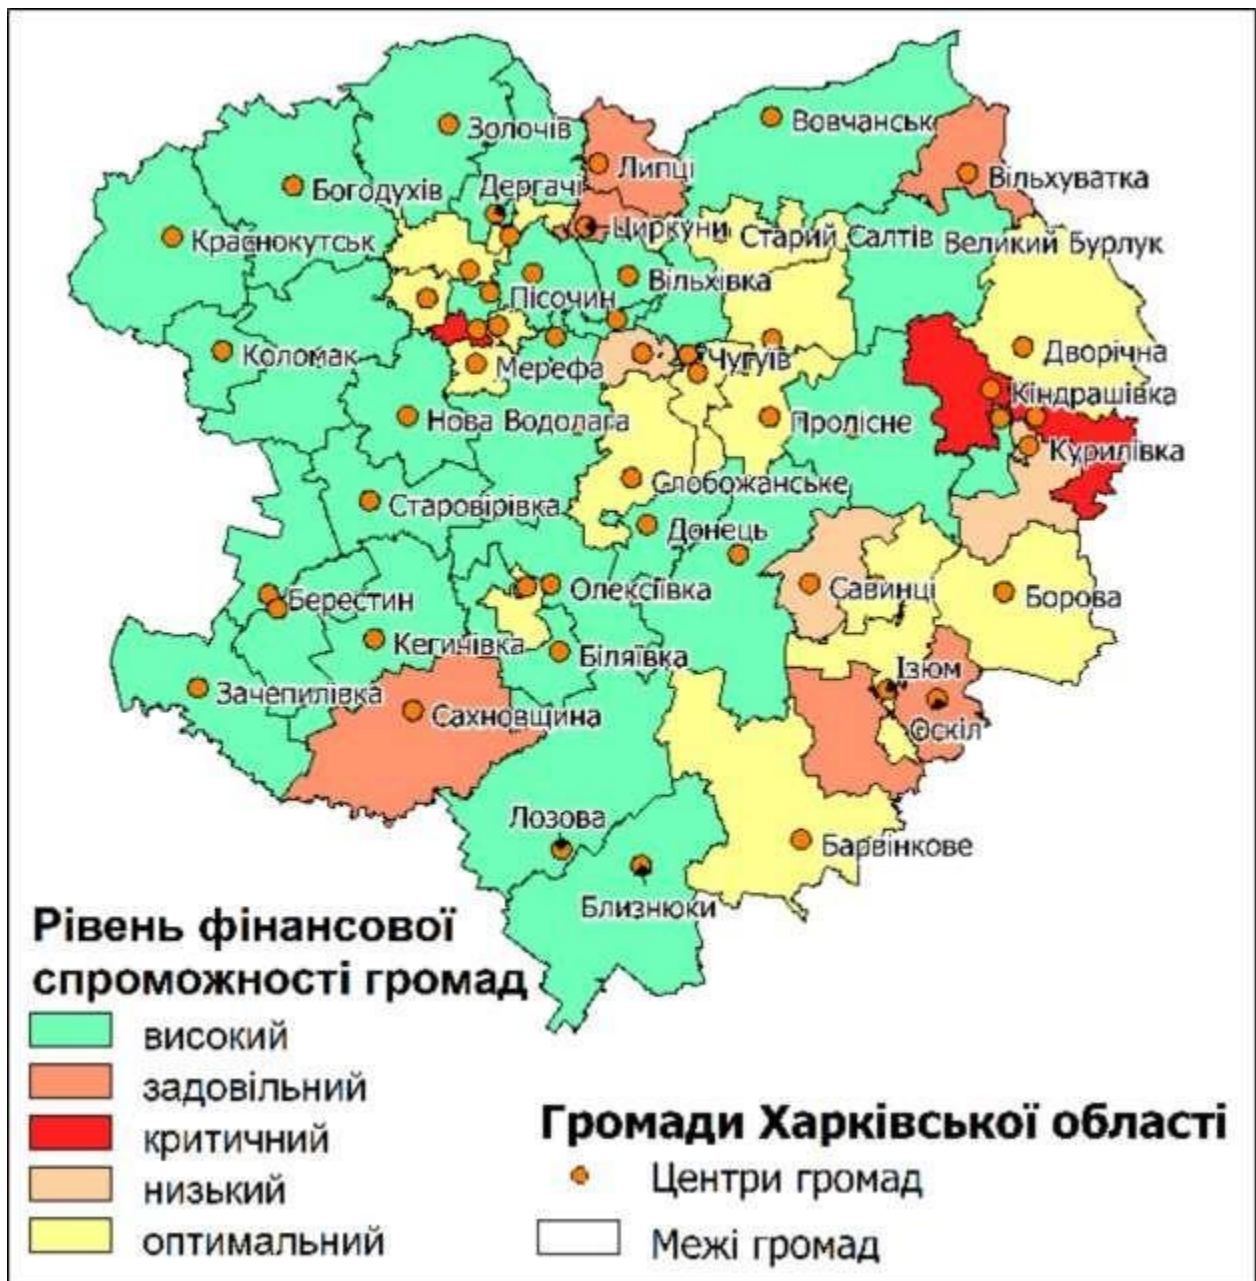 Золочів
Вовчанськ
Липці
Вільхуватка
Богодухів
Дергачі
Циркуни
Старий Салтів
Великий Бурлук
Краснокутськ
Вільхівка
Пісочин
Коломак
Мерефа
Чугуїв
Дворічна
Кіндрашівка
Нова Водолага
Пролісне
Курилівка
Слобожанське
Старовірівка
Донець
Берестин
Олексіївка
Савинці
Борова
Кегичівка
Біляївка
Зачепилівка
Ізюм
Сахновщина
Оскіл
Лозова
Барвінкове
Близнюки
Рівень фінансової
спроможності громад
високий
задовільний
критичний
низький
оптимальний
Громади Харківської області
Центри громад
Межі громад